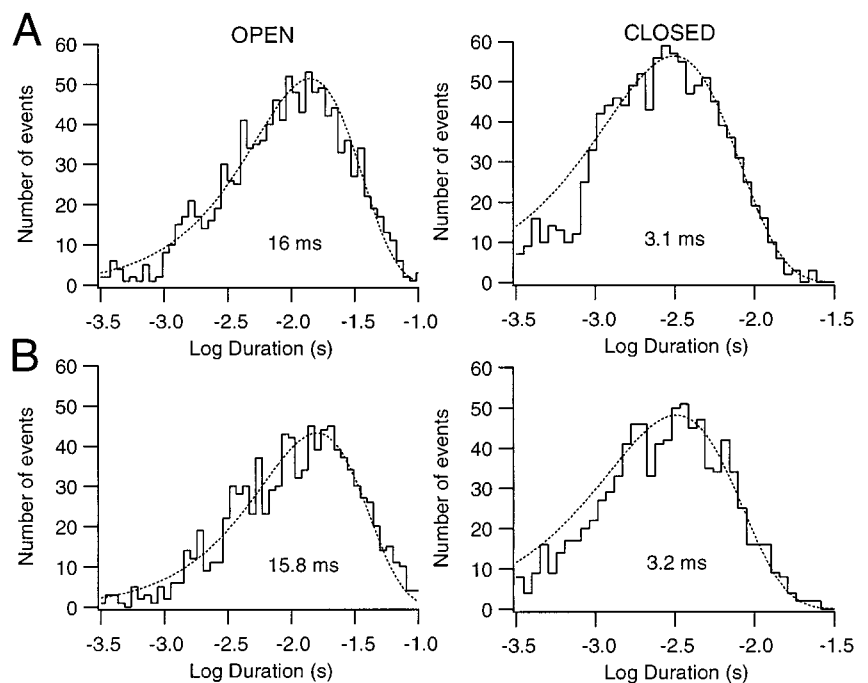 A
OPEN
CLOSED
Number of events
60
50
40
30
20
10
0
16 ms
-3.5 -3.0 -2.5 -2.0 -1.5 -1.0
Log Duration (s)
Number of events
60
50
40
30
20
10
0
3.1 ms
-3.5 -3.0 -2.5 -2.0 -1.5
Log Duration (s)
B
Number of events
60
50
40
30
20
10
0
15.8 ms
-3.5 -3.0 -2.5 -2.0 -1.5 -1.0
Log Duration (s)
Number of events
60
50
40
30
20
10
0
3.2 ms
-3.5 -3.0 -2.5 -2.0 -1.5
Log Duration (s)